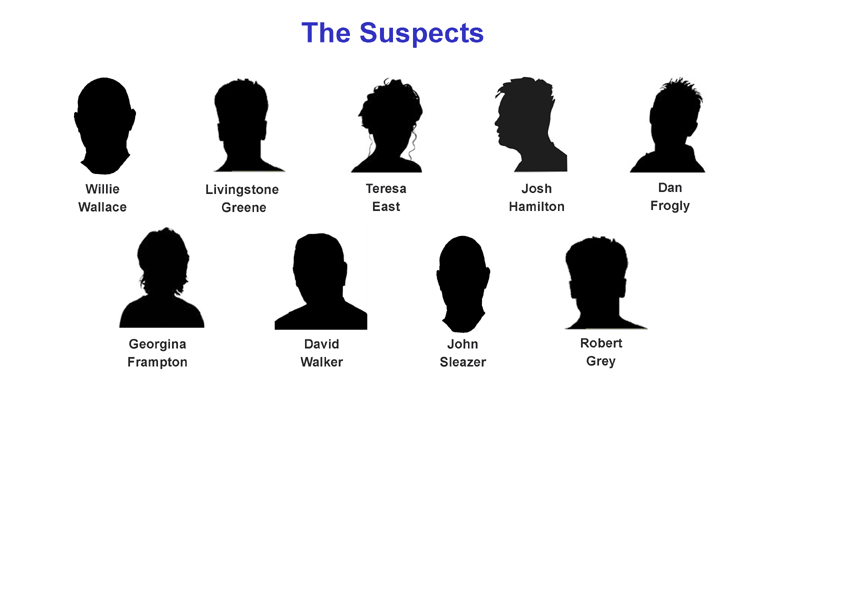 The Suspects
Willie
Wallace
Livingstone
Greene
Teresa
East
Josh
Hamilton
Dan
Frogly
Georgina
Frampton
David
Walker
John
Sleazer
Robert
Grey